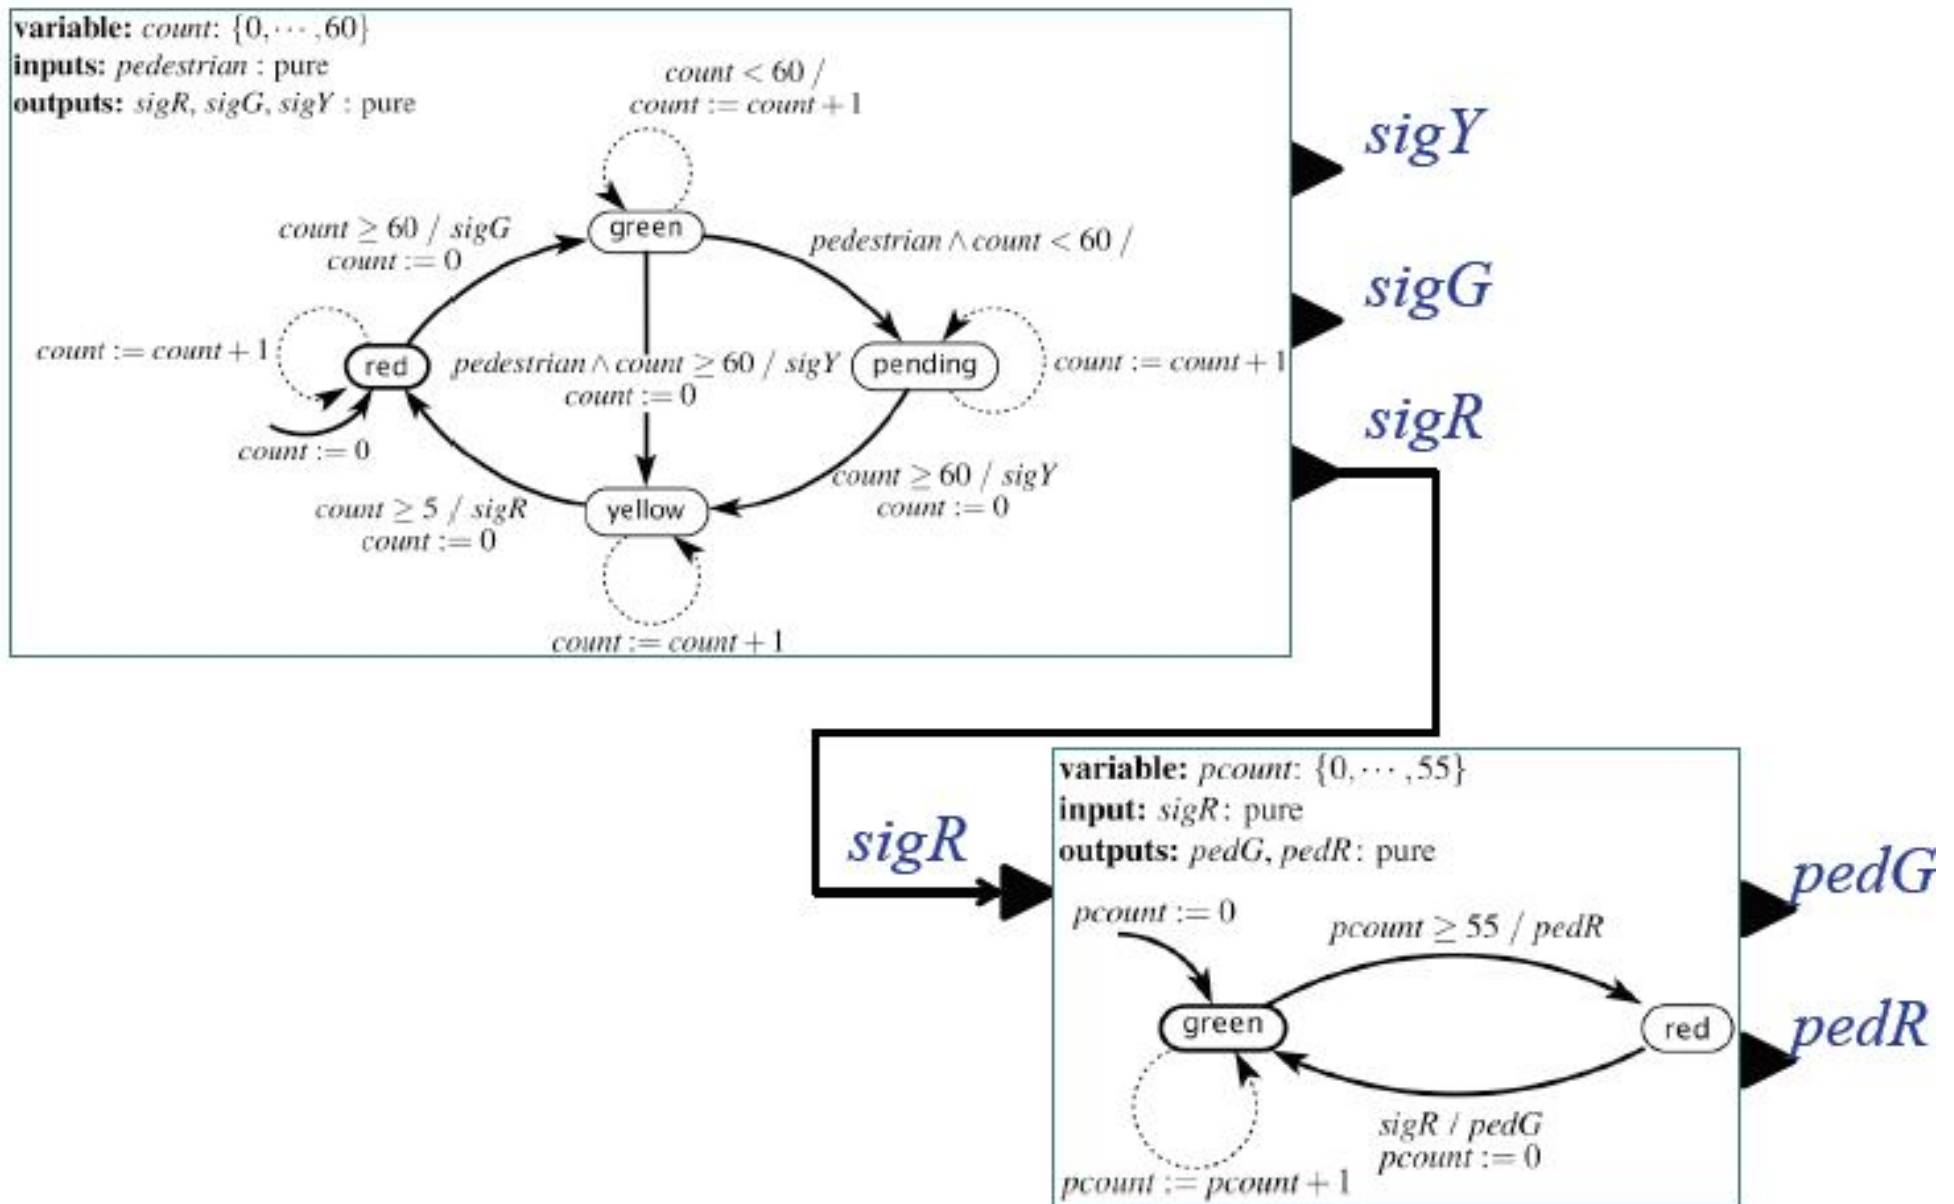 variable: count: {0, ⋯ ,60}
inputs: pedestrian : pure
outputs: sigR, sigG, sigY : pure
count < 60 /
count := count + 1
count ≥ 60 / sigG
count := 0
green
pedestrian ∧ count < 60 /
count := count + 1
red
pedestrian ∧ count ≥ 60 / sigY
count := 0
pending
count := count + 1
count := 0
count ≥ 5 / sigR
count := 0
yellow
count ≥ 60 / sigY
count := 0
count := count + 1
sigY
sigG
sigR
sigR
variable: pcount: {0, ⋯ ,55}
input: sigR: pure
outputs: pedG, pedR: pure
pcount := 0
pcount ≥ 55 / pedR
green
red
sigR / pedG
pcount := 0
pcount := pcount + 1
pedG
pedR